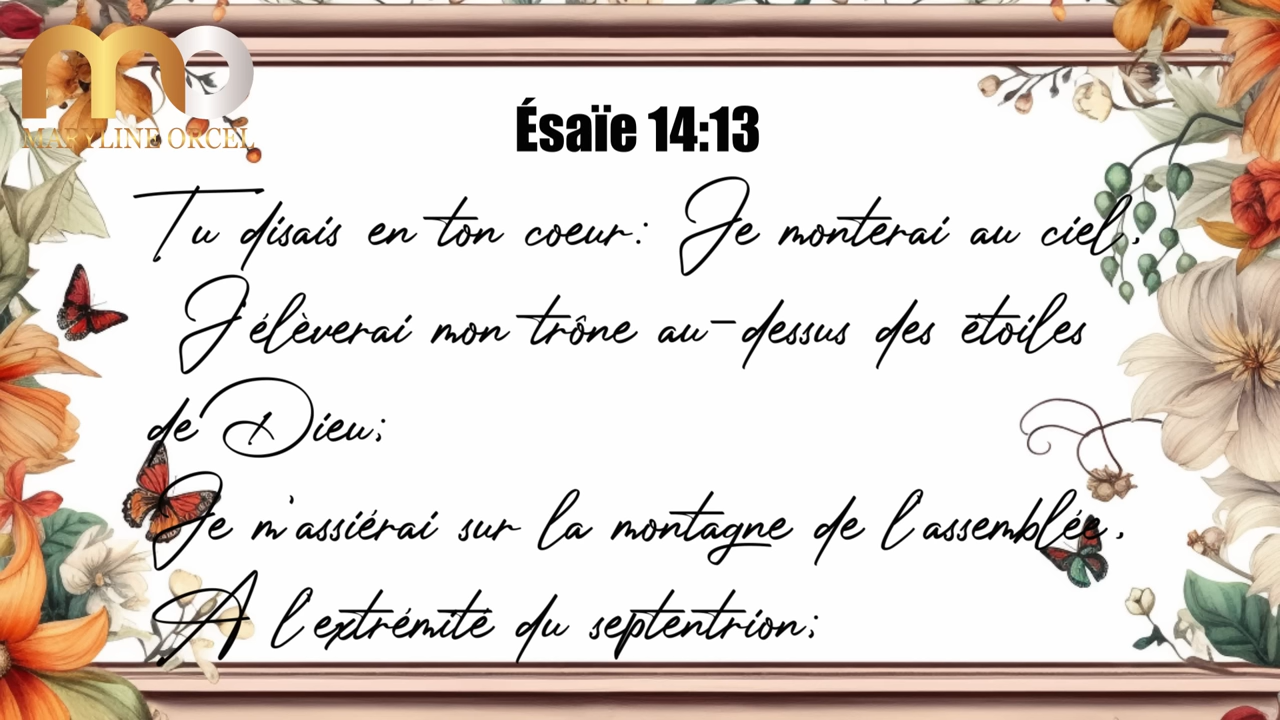 MARYLINE ORCEL
Ésaïe 14:13
Tu disais en ton coeur: Je monterai au ciel,
J'élèverai mon trône au-dessus des étoiles
de Dieu;
Je m'assiérai sur la montagne de l'assemblée,
A l'extrémité du septentrion;